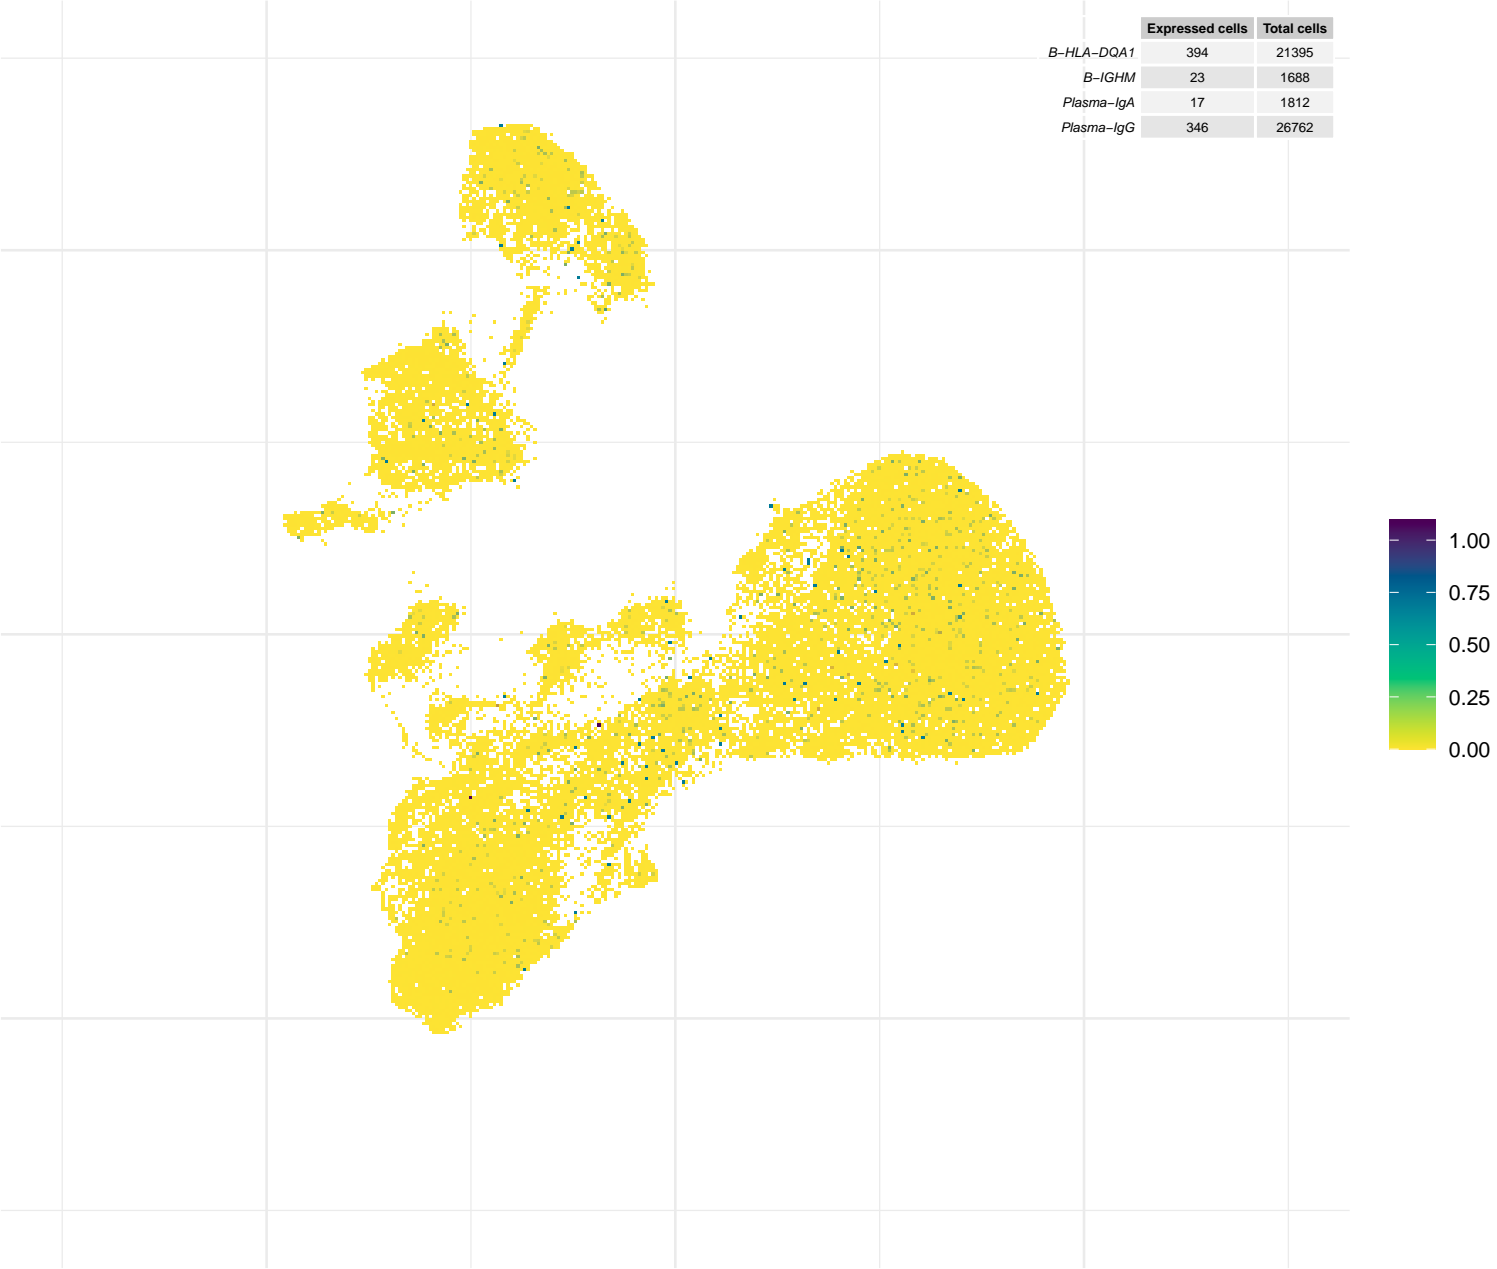 Expressed cells Total cells
B−HLA−DQA1 394 21395
B−IGHM 23 1688
Plasma−IgA 17 1812
Plasma−IgG 346 26762
1.00
0.75
0.50
0.25
0.00